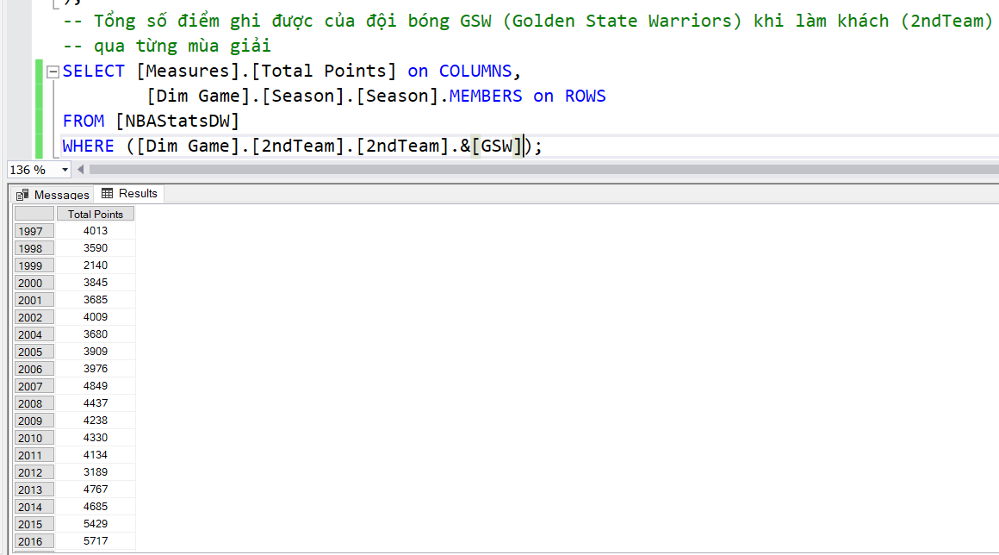 );
-- Tổng số điểm ghi được của đội bóng GSW (Golden State Warriors) khi làm khách (2ndTeam)
-- qua từng mùa giải
SELECT [Measures].[Total Points] on COLUMNS,
[Dim Game].[Season].[Season].MEMBERS on ROWS
FROM [NBAStatsDW]
WHERE ([Dim Game].[2ndTeam].[2ndTeam].&[GSW]);
136 %
Messages Results
Total Points
1997 4013
1998 3590
1999 2140
2000 3845
2001 3685
2002 4009
2004 3680
2005 3909
2006 3976
2007 4849
2008 4437
2009 4238
2010 4330
2011 4134
2012 3189
2013 4767
2014 4685
2015 5429
2016 5717